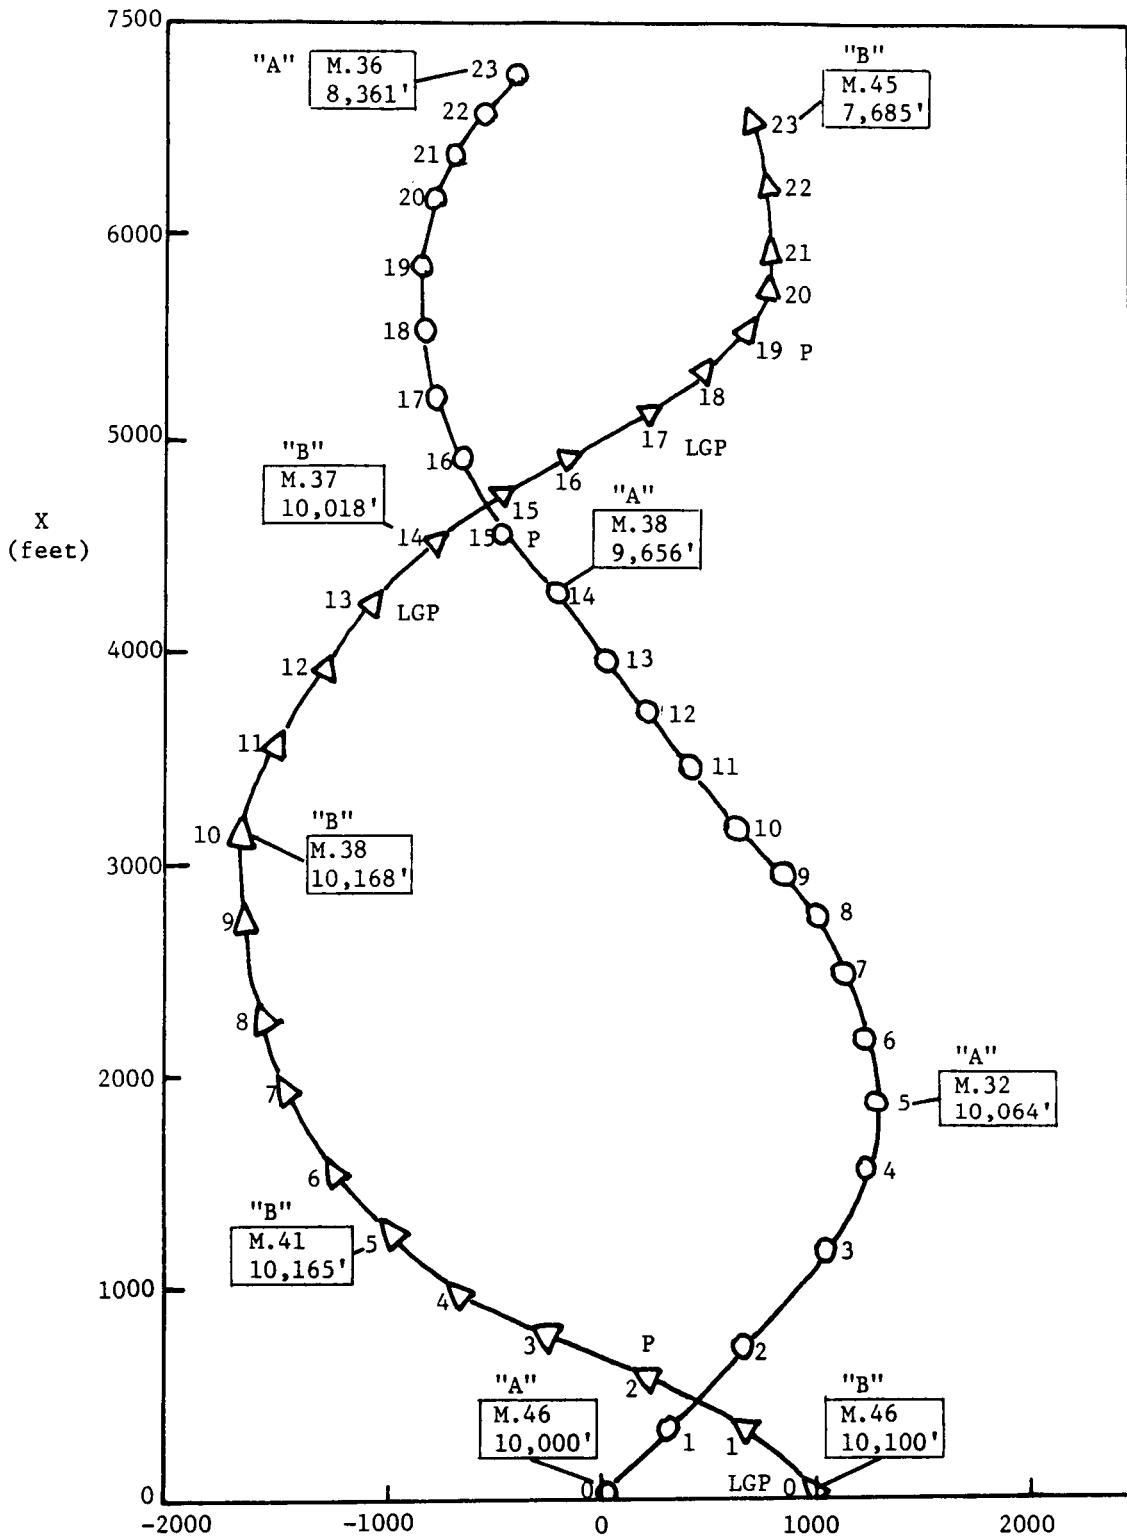 7500
"A"
M.36
8,361'
23
"B"
M.45
7,685'
22
23
21
20
22
6000
19
21
20
18
19 P
17
18
5000
17 LGP
"B"
M.37
10,018'
16
16
"A"
M.38
9,656'
15
14
15 P
X
(feet)
14
13
LGP
4000
12
13
12
11
11
10
"B"
M.38
10,168'
10
3000
9
9
8
7
8
6
2000
7
"A"
M.32
10,064'
5
4
6
"B"
M.41
10,165'
5
3
1000
4
P
3
2
2
"A"
M.46
10,000'
"B"
M.46
10,100'
1
1
0
LGP 0
0
-2000
-1000
0
1000
2000